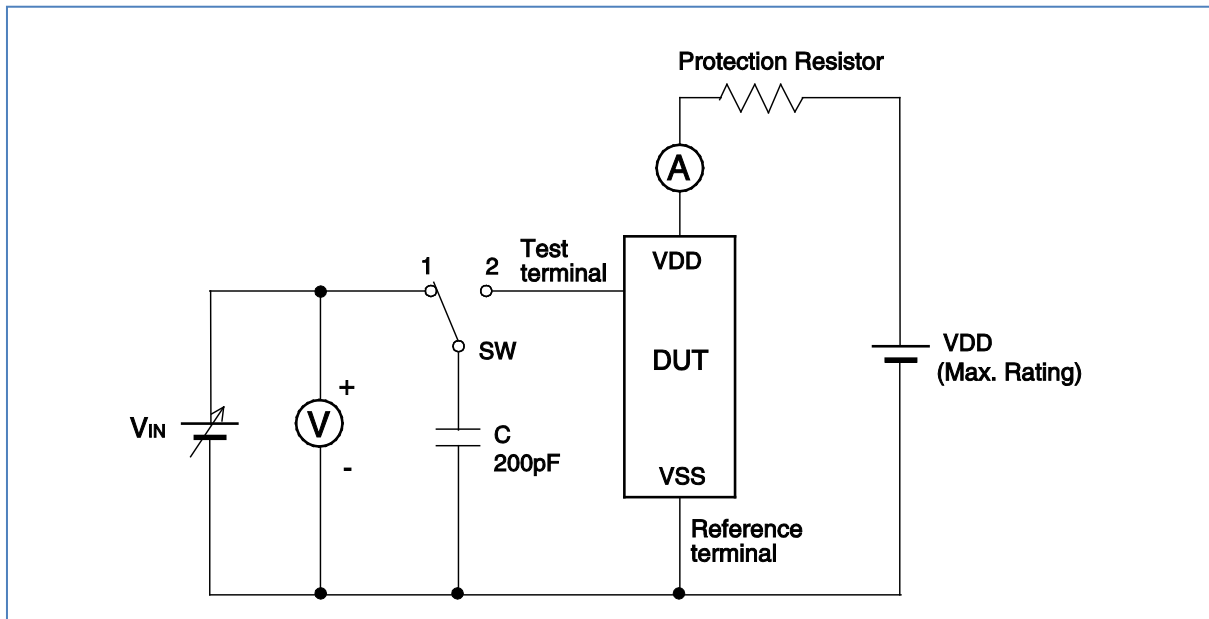 Protection Resistor
A
VDD
Test
terminal
1
2
SW
DUT
VDD
(Max. Rating)
VIN
+
V
-
C
200pF
VSS
Reference
terminal